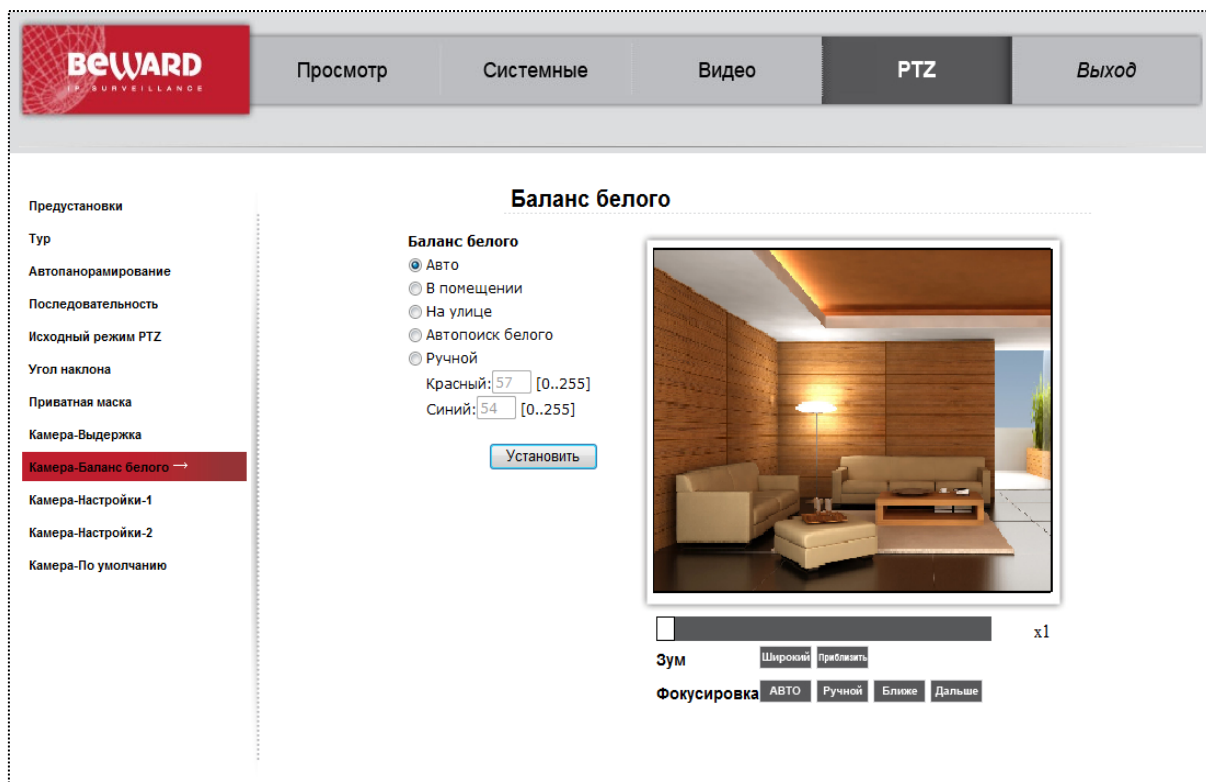 BEWARD
IP SURVEILLANCE
Просмотр
Системные
Видео
PTZ
Выход
Баланс белого
Предустановки
Тур
Автопанорамирование
Последовательность
Исходный режим PTZ
Угол наклона
Приватная маска
Камера-Выдержка
Камера-Баланс белого →
Камера-Настройки-1
Камера-Настройки-2
Камера-По умолчанию
Баланс белого
Авто
В помещении
На улице
Автопоиск белого
Ручной
Красный: 57 [0..255]
Синий: 54 [0..255]
Установить
x1
Зум Широкий Приблизить
Фокусировка АВТО Ручной Ближе Дальше